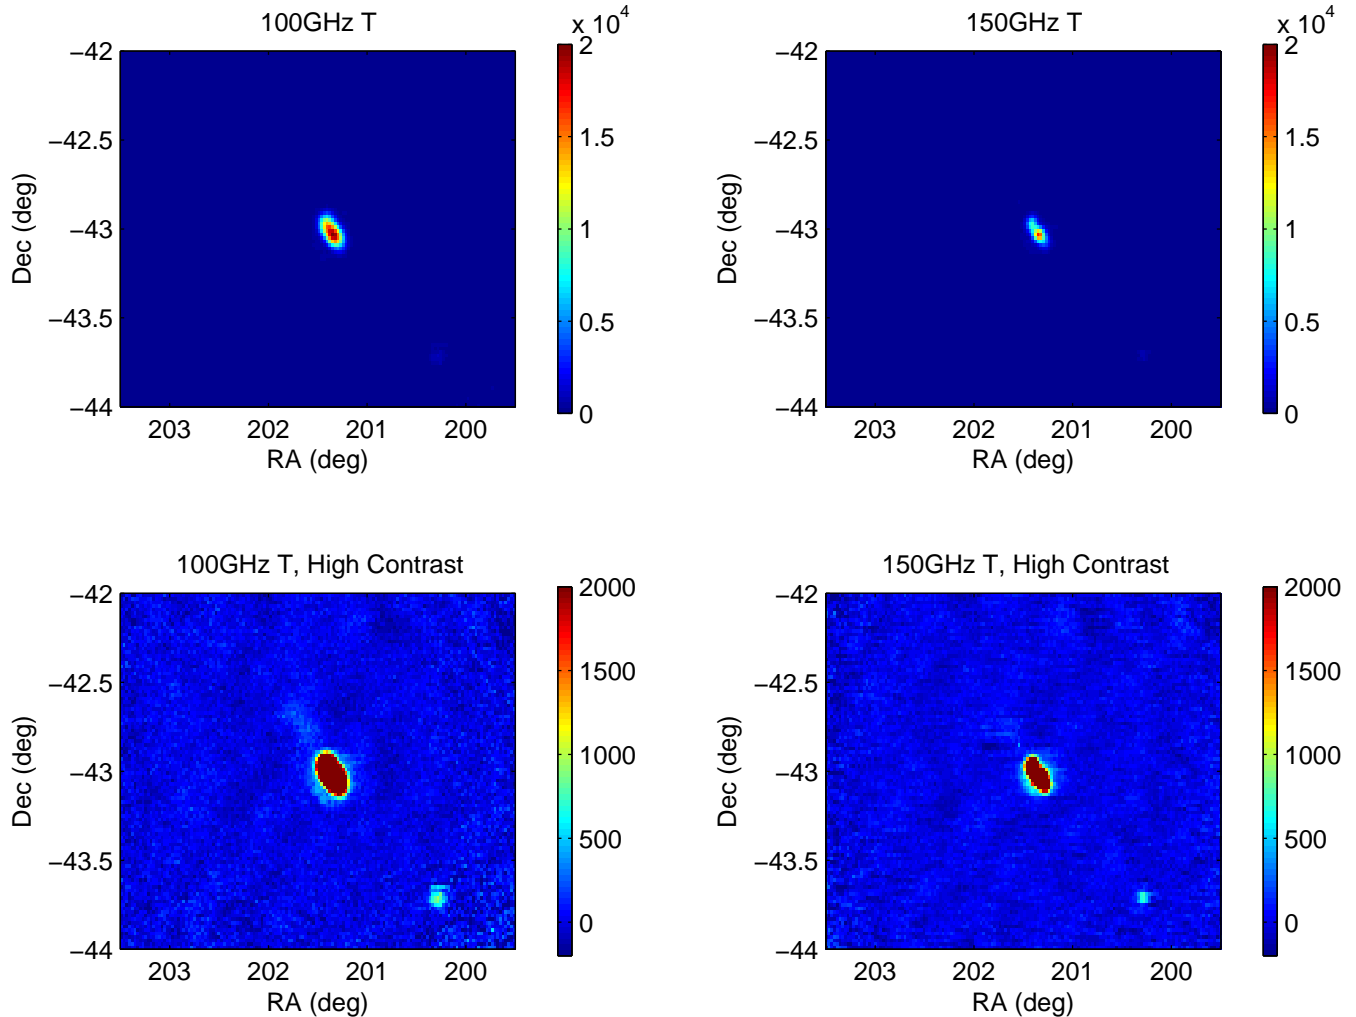 100GHz T
x 10^4
−42
−42.5
−43
−43.5
−44
Dec (deg)
203 202 201 200
RA (deg)
2
1.5
1
0.5
0
150GHz T
x 10^4
−42
−42.5
−43
−43.5
−44
Dec (deg)
203 202 201 200
RA (deg)
2
1.5
1
0.5
0
100GHz T, High Contrast
−42
−42.5
−43
−43.5
−44
Dec (deg)
203 202 201 200
RA (deg)
2000
1500
1000
500
0
150GHz T, High Contrast
−42
−42.5
−43
−43.5
−44
Dec (deg)
203 202 201 200
RA (deg)
2000
1500
1000
500
0